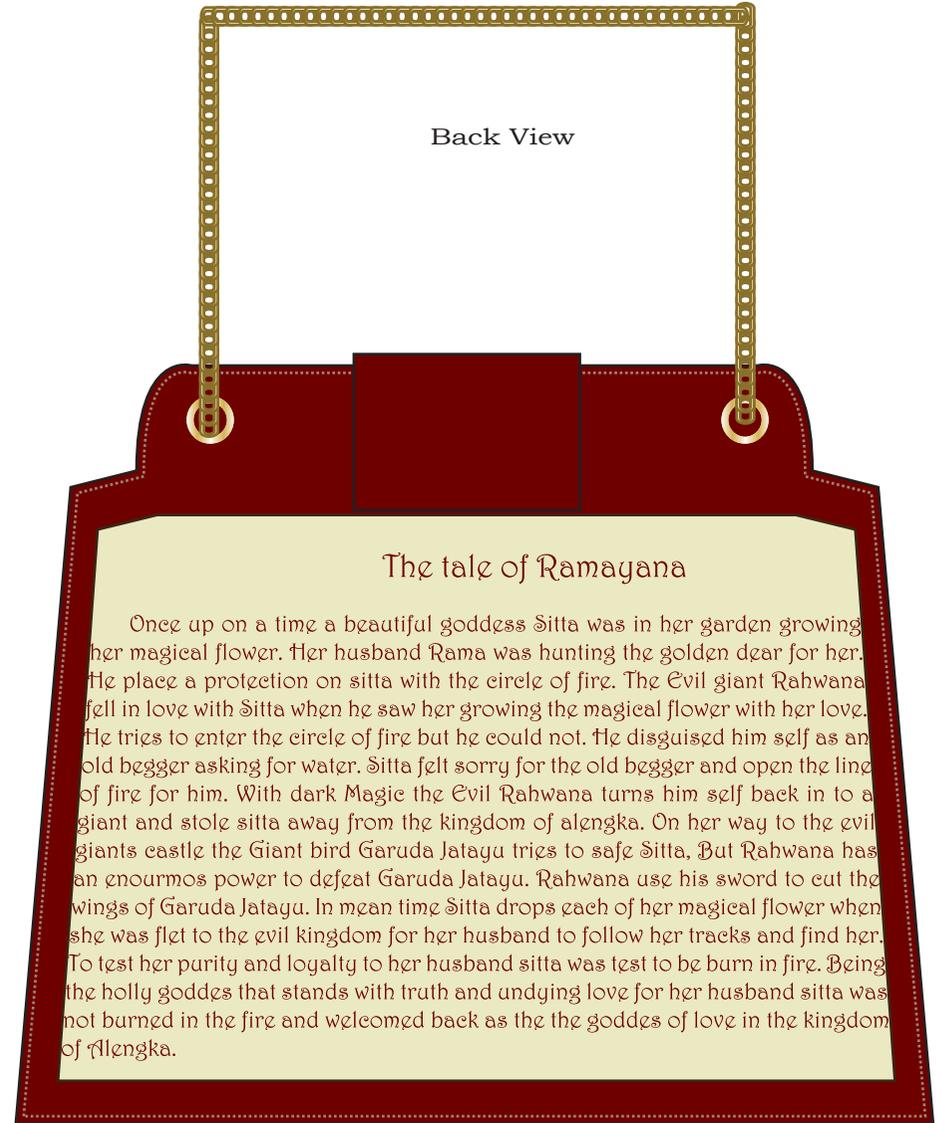 Back View
The tale of Ramayana
Once up on a time a beautiful goddess Sitta was in her garden growing
her magical flower. Her husband Rama was hunting the golden dear for her.
He place a protection on sitta with the circle of fire. The Evil giant Rahwana
fell in love with Sitta when he saw her growing the magical flower with her love.
He tries to enter the circle of fire but he could not. He disguised him self as an
old begger asking for water. Sitta felt sorry for the old begger and open the line
of fire for him. With dark Magic the Evil Rahwana turns him self back in to a
giant and stole sitta away from the kingdom of alengka. On her way to the evil
giants castle the Giant bird Garuda Jatayu tries to safe Sitta, But Rahwana has
an enourmos power to defeat Garuda Jatayu. Rahwana use his sword to cut the
wings of Garuda Jatayu. In mean time Sitta drops each of her magical flower when
she was flet to the evil kingdom for her husband to follow her tracks and find her.
To test her purity and loyalty to her husband sitta was test to be burn in fire. Being
the holly goddes that stands with truth and undying love for her husband sitta was
not burned in the fire and welcomed back as the the goddes of love in the kingdom
of Alengka.